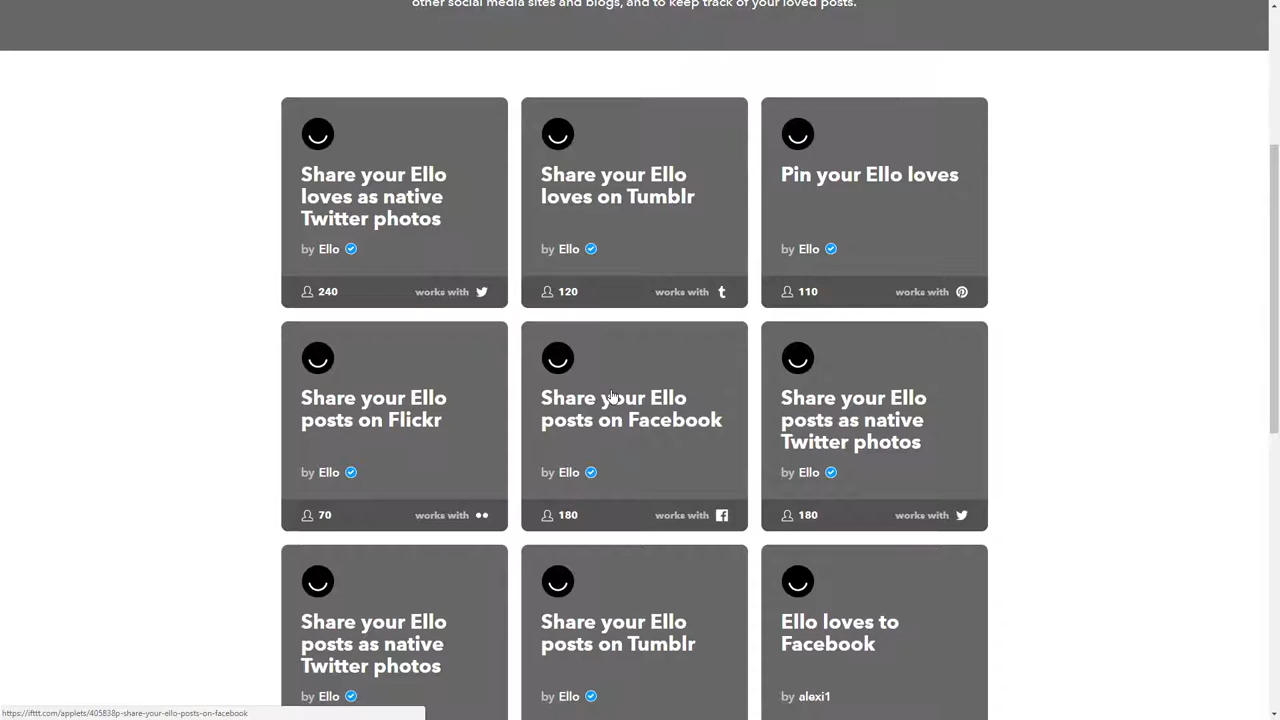 other social media sites and blogs, and to keep track of your loved posts.
Share your Ello
loves as native
Twitter photos
by Ello
240
works with
Share your Ello
loves on Tumblr
by Ello
120
works with
Pin your Ello loves
by Ello
110
works with
Share your Ello
posts on Flickr
by Ello
70
works with
Share your Ello
posts on Facebook
by Ello
180
works with
Share your Ello
posts as native
Twitter photos
by Ello
180
works with
Share your Ello
posts as native
Twitter photos
by Ello
Share your Ello
posts on Tumblr
by Ello
Ello loves to
Facebook
by alexi1
https://ifttt.com/applets/405838p-share-your-ello-posts-on-facebook